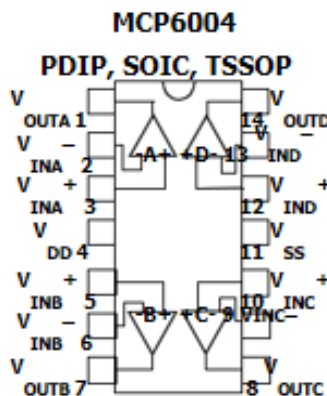 MCP6004
PDIP, SOIC, TSSOP
V
OUTA 1
V −
INA 2
V +
INA 3
V
DD 4
V +
INB 5
V −
INB 6
V
OUTB 7
-A+ +D-
-B+ +C-
V
14 OUTD
V −
13 IND
V +
12 IND
V
11 SS
V +
10 INC
9 VINC−
V
8 OUTC